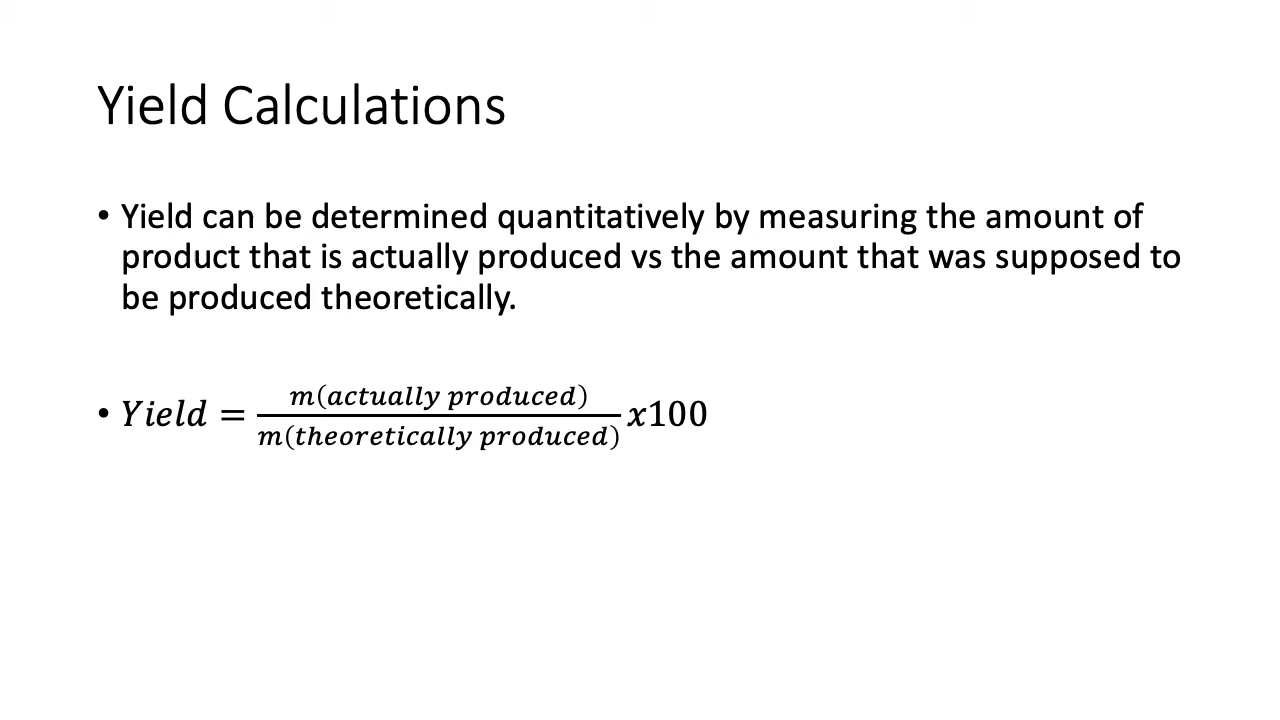 Yield Calculations
• Yield can be determined quantitatively by measuring the amount of
product that is actually produced vs the amount that was supposed to
be produced theoretically.
• Yield = m(actually produced)/m(theoretically produced) x100